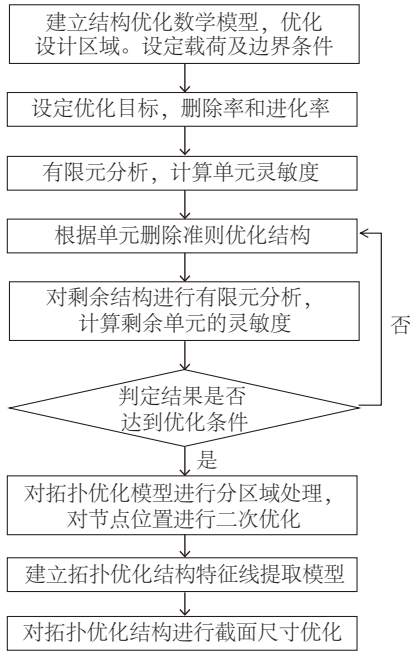 建立结构优化数学模型，优化
设计区域。设定载荷及边界条件
设定优化目标，删除率和进化率
有限元分析，计算单元灵敏度
根据单元删除准则优化结构
对剩余结构进行有限元分析，
计算剩余单元的灵敏度
否
判定结果是否
达到优化条件
是
对拓扑优化模型进行分区域处理，
对节点位置进行二次优化
建立拓扑优化结构特征线提取模型
对拓扑优化结构进行截面尺寸优化